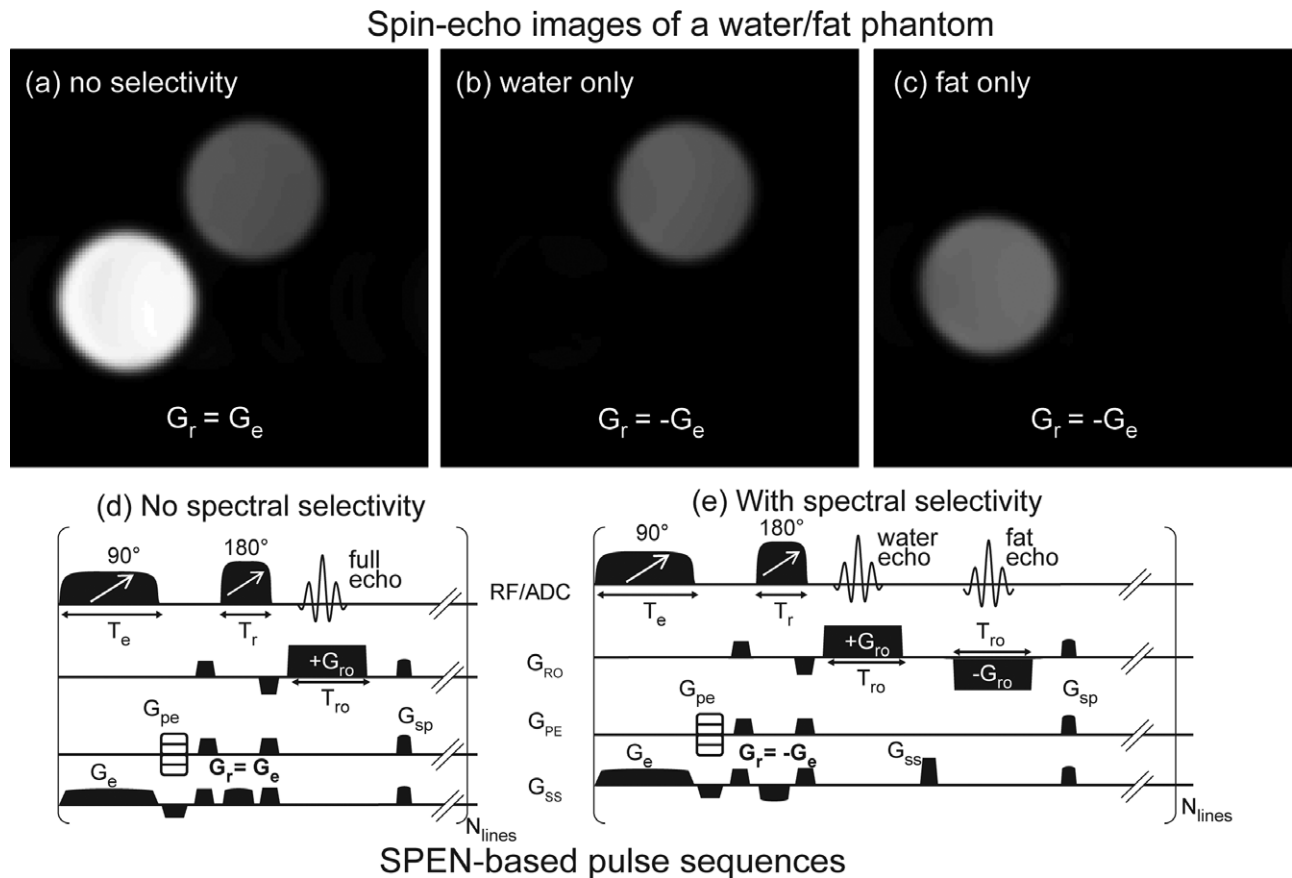 Spin-echo images of a water/fat phantom
(a) no selectivity
(b) water only
(c) fat only
G_r = G_e
G_r = -G_e
G_r = -G_e
(d) No spectral selectivity
90°
180°
full
echo
T_e
T_r
+G_ro
T_ro
G_pe
G_sp
G_e
G_r = G_e
N_lines
RF/ADC
G_RO
G_PE
G_SS
(e) With spectral selectivity
90°
180°
water
echo
fat
echo
T_e
T_r
+G_ro
T_ro
T_ro
-G_ro
G_pe
G_sp
G_e
G_r = -G_e
G_ss
N_lines
SPEN-based pulse sequences